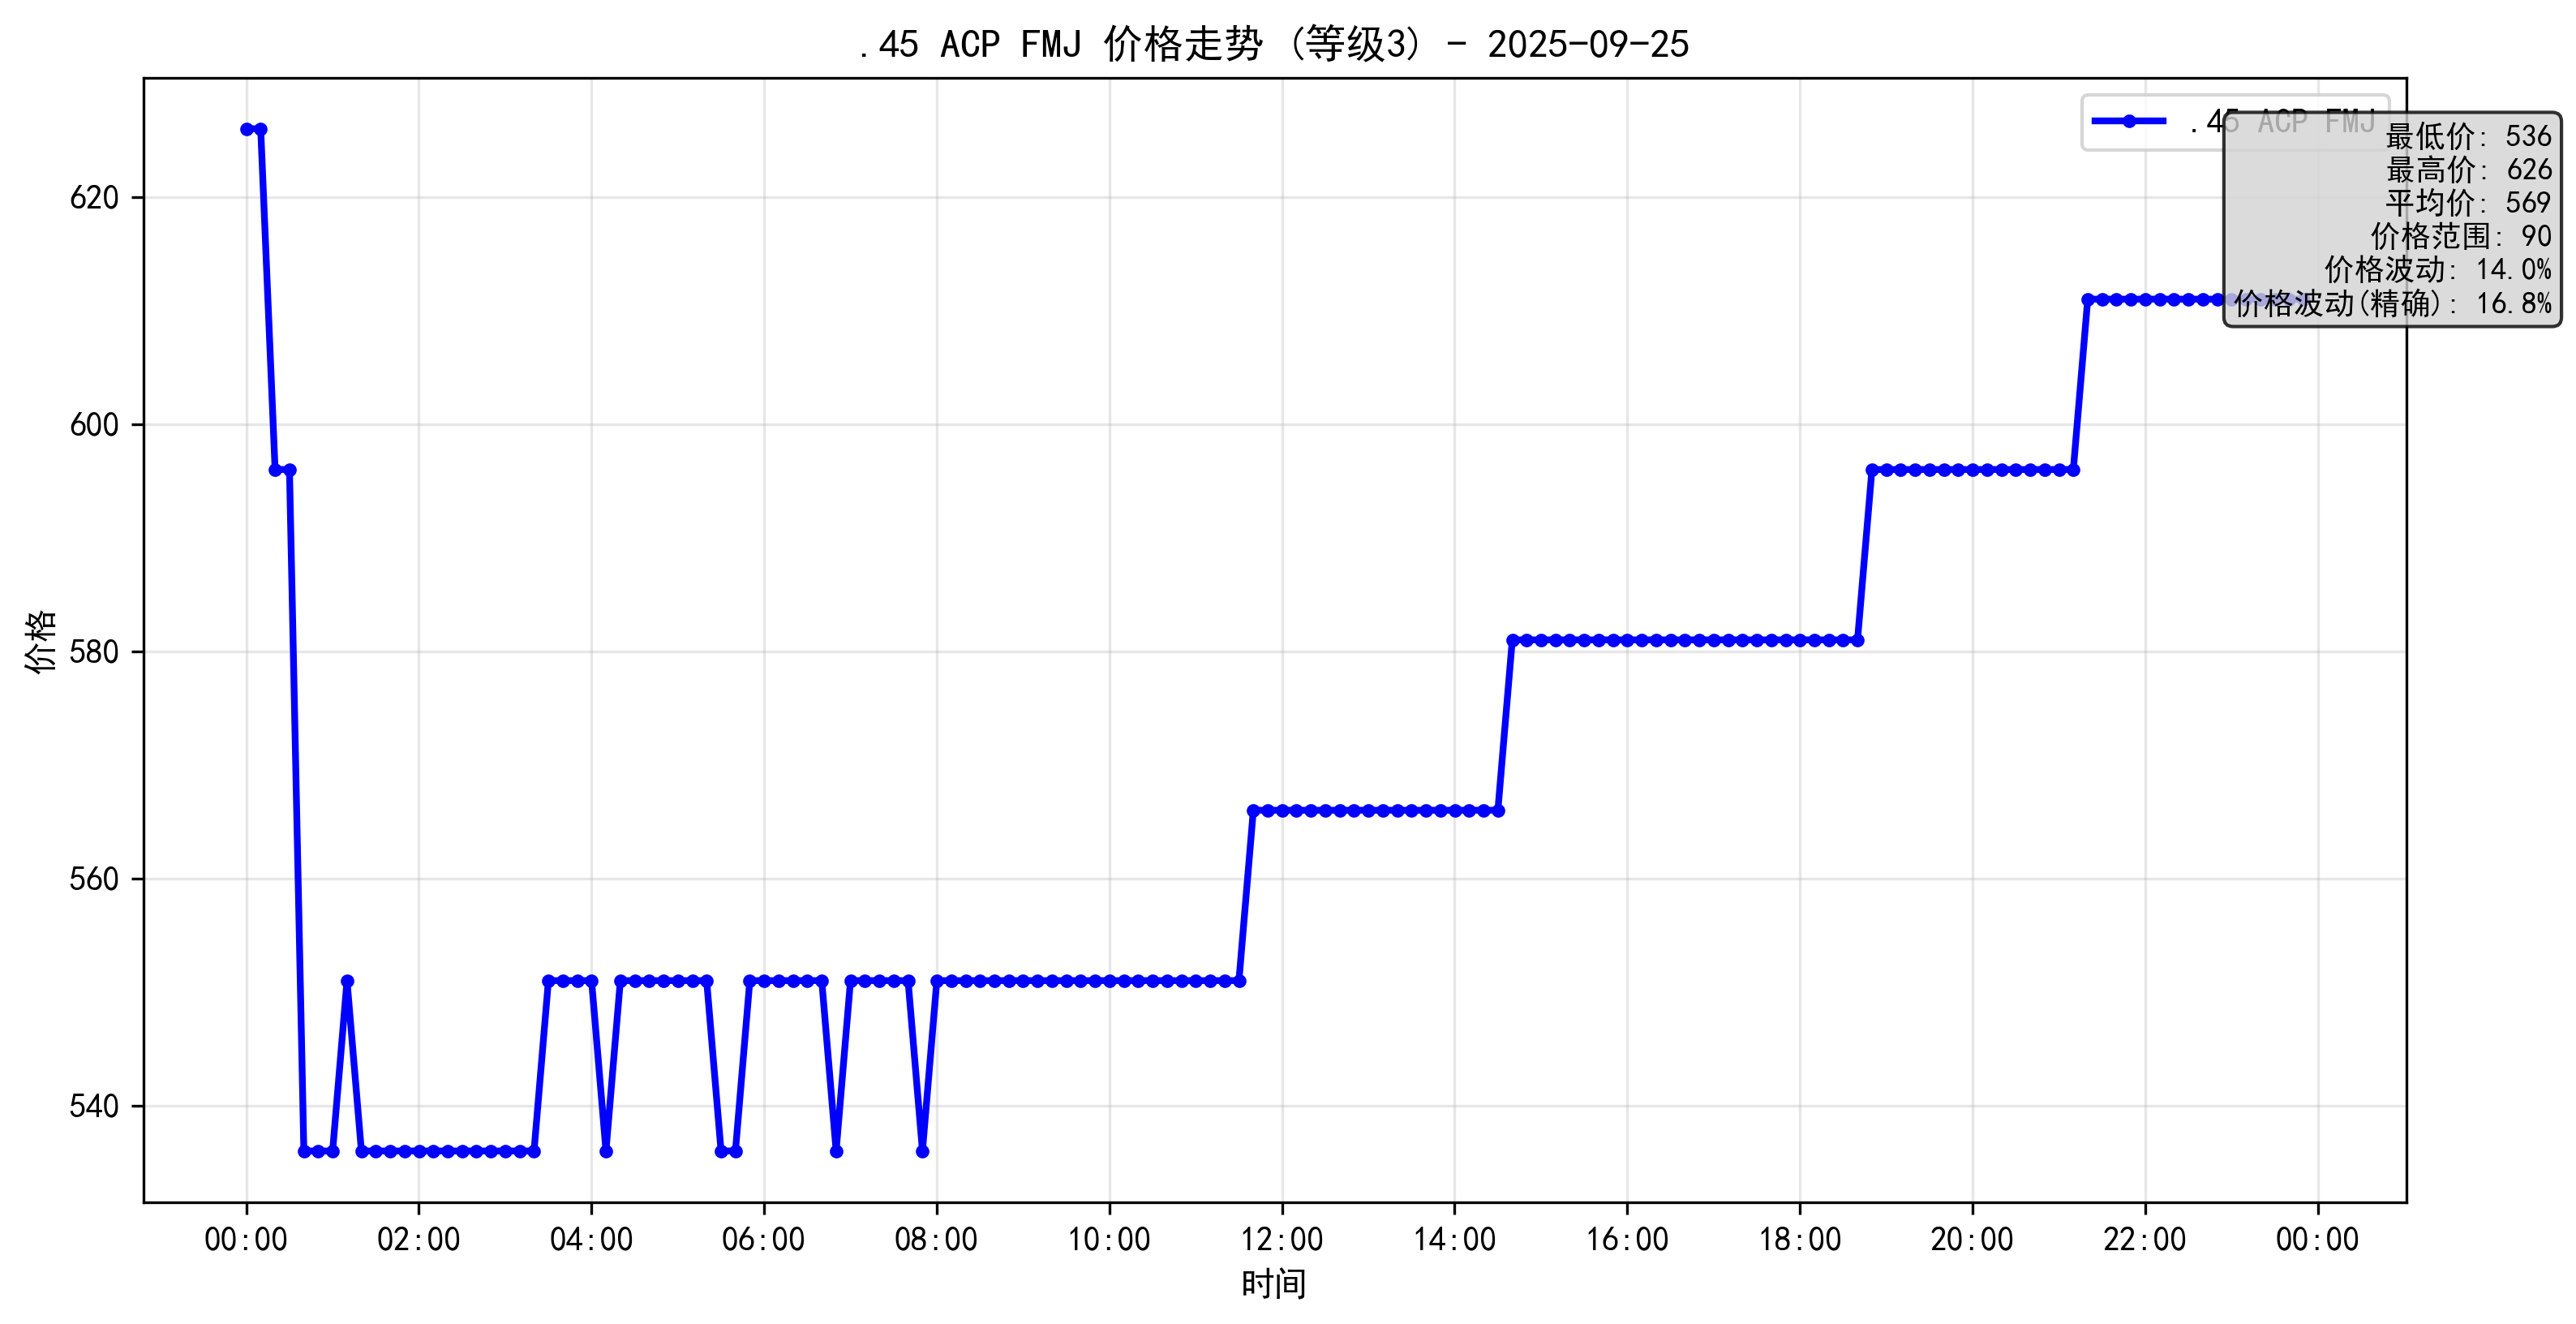 .45 ACP FMJ 价格走势 (等级3) - 2025-09-25
.45 ACP FMJ
最低价: 536
最高价: 626
平均价: 569
价格范围: 90
价格波动: 14.0%
价格波动(精确): 16.8%
价格
620
600
580
560
540
00:00 02:00 04:00 06:00 08:00 10:00 12:00 14:00 16:00 18:00 20:00 22:00 00:00
时间